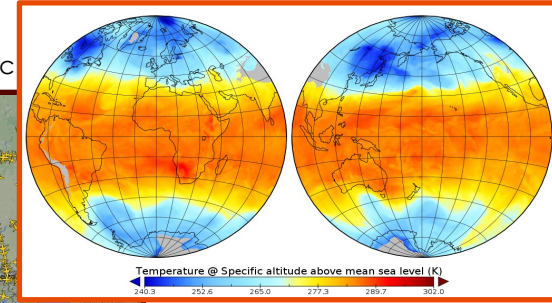 C
Temperature @ Specific altitude above mean sea level (K)
240.3 252.6 265.0 277.3 289.7 302.0